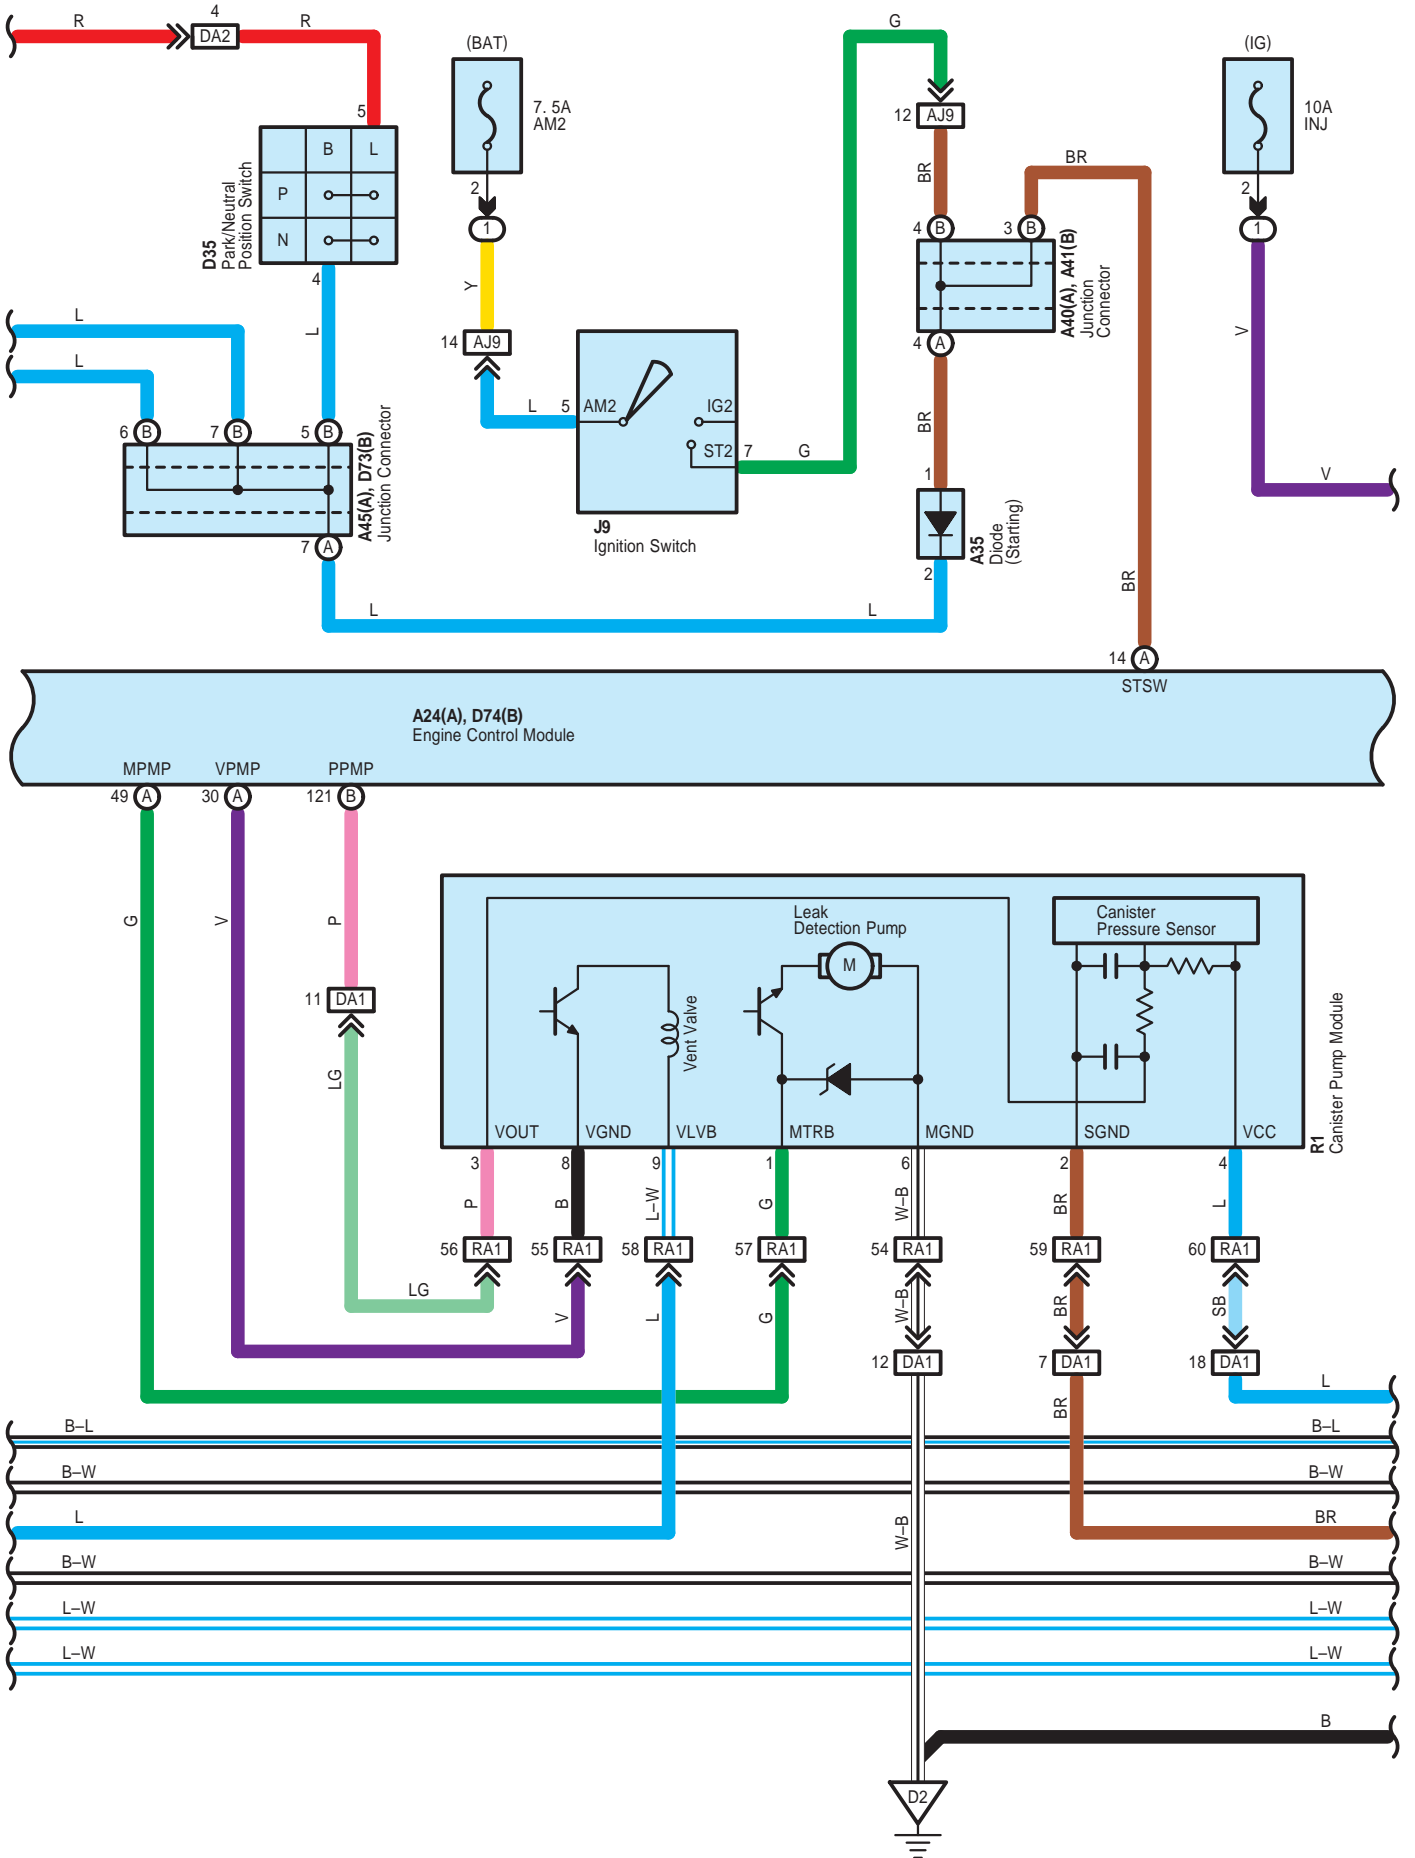 4
R
DA2
R
(BAT)
G
(IG)
7. 5A
AM2
10A
INJ
5
12
AJ9
B
L
P
N
D35
Park/Neutral
Position Switch
BR
BR
2
1
2
1
4
B
3
B
4
L
Y
A40(A), A41(B)
Junction
Connector
V
L
L
14
AJ9
4
A
L
5
AM2
IG2
ST2
7
G
BR
6
B
7
B
5
B
A45(A), D73(B)
Junction Connector
1
V
J9
Ignition Switch
A35
Diode
(Starting)
7
A
2
BR
L
L
14
A
STSW
A24(A), D74(B)
Engine Control Module
MPMP
VPMP
PPMP
49
A
30
A
121
B
G
V
P
Leak
Detection Pump
Canister
Pressure Sensor
M
11
DA1
Vent Valve
LG
R1
Canister Pump Module
VOUT
VGND
VLVB
MTRB
MGND
SGND
VCC
3
8
9
1
6
2
4
P
B
L–W
G
W–B
BR
L
56
RA1
55
RA1
58
RA1
57
RA1
54
RA1
59
RA1
60
RA1
LG
V
L
G
W–B
BR
SB
12
DA1
7
DA1
18
DA1
L
BR
B–L
B–L
B–W
B–W
L
BR
W–B
B–W
B–W
L–W
L–W
L–W
L–W
B
D2